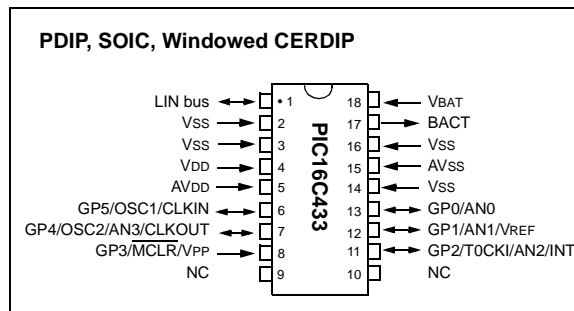 PDIP, SOIC, Windowed CERDIP
LIN bus 1 18 VBAT
VSS 2 17 BACT
VSS 3 16 VSS
VDD 4 15 AVSS
AVDD 5 14 VSS
GP5/OSC1/CLKIN 6 13 GP0/AN0
GP4/OSC2/AN3/CLKOUT 7 12 GP1/AN1/VREF
GP3/MCLR/VPP 8 11 GP2/T0CKI/AN2/INT
NC 9 10 NC
PIC16C433